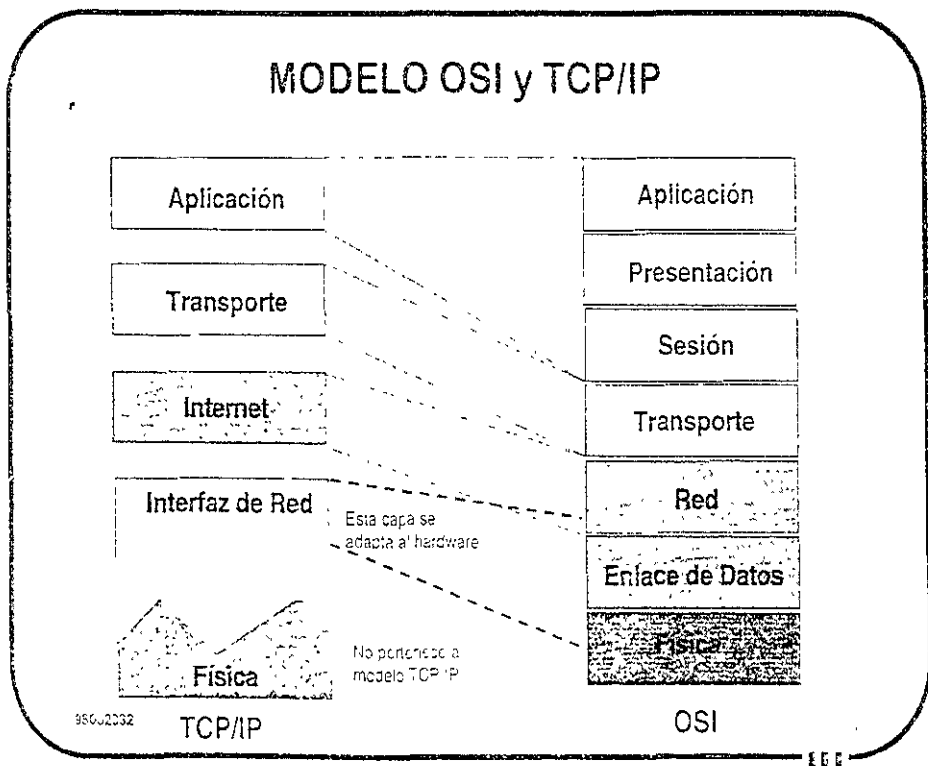 MODELO OSI y TCP/IP
Aplicación
Transporte
Internet
Interfaz de Red
Esta capa se
adapta al hardware
Física
No pertenece a
modelo TCP/IP
TCP/IP
Aplicación
Presentación
Sesión
Transporte
Red
Enlace de Datos
Física
OSI